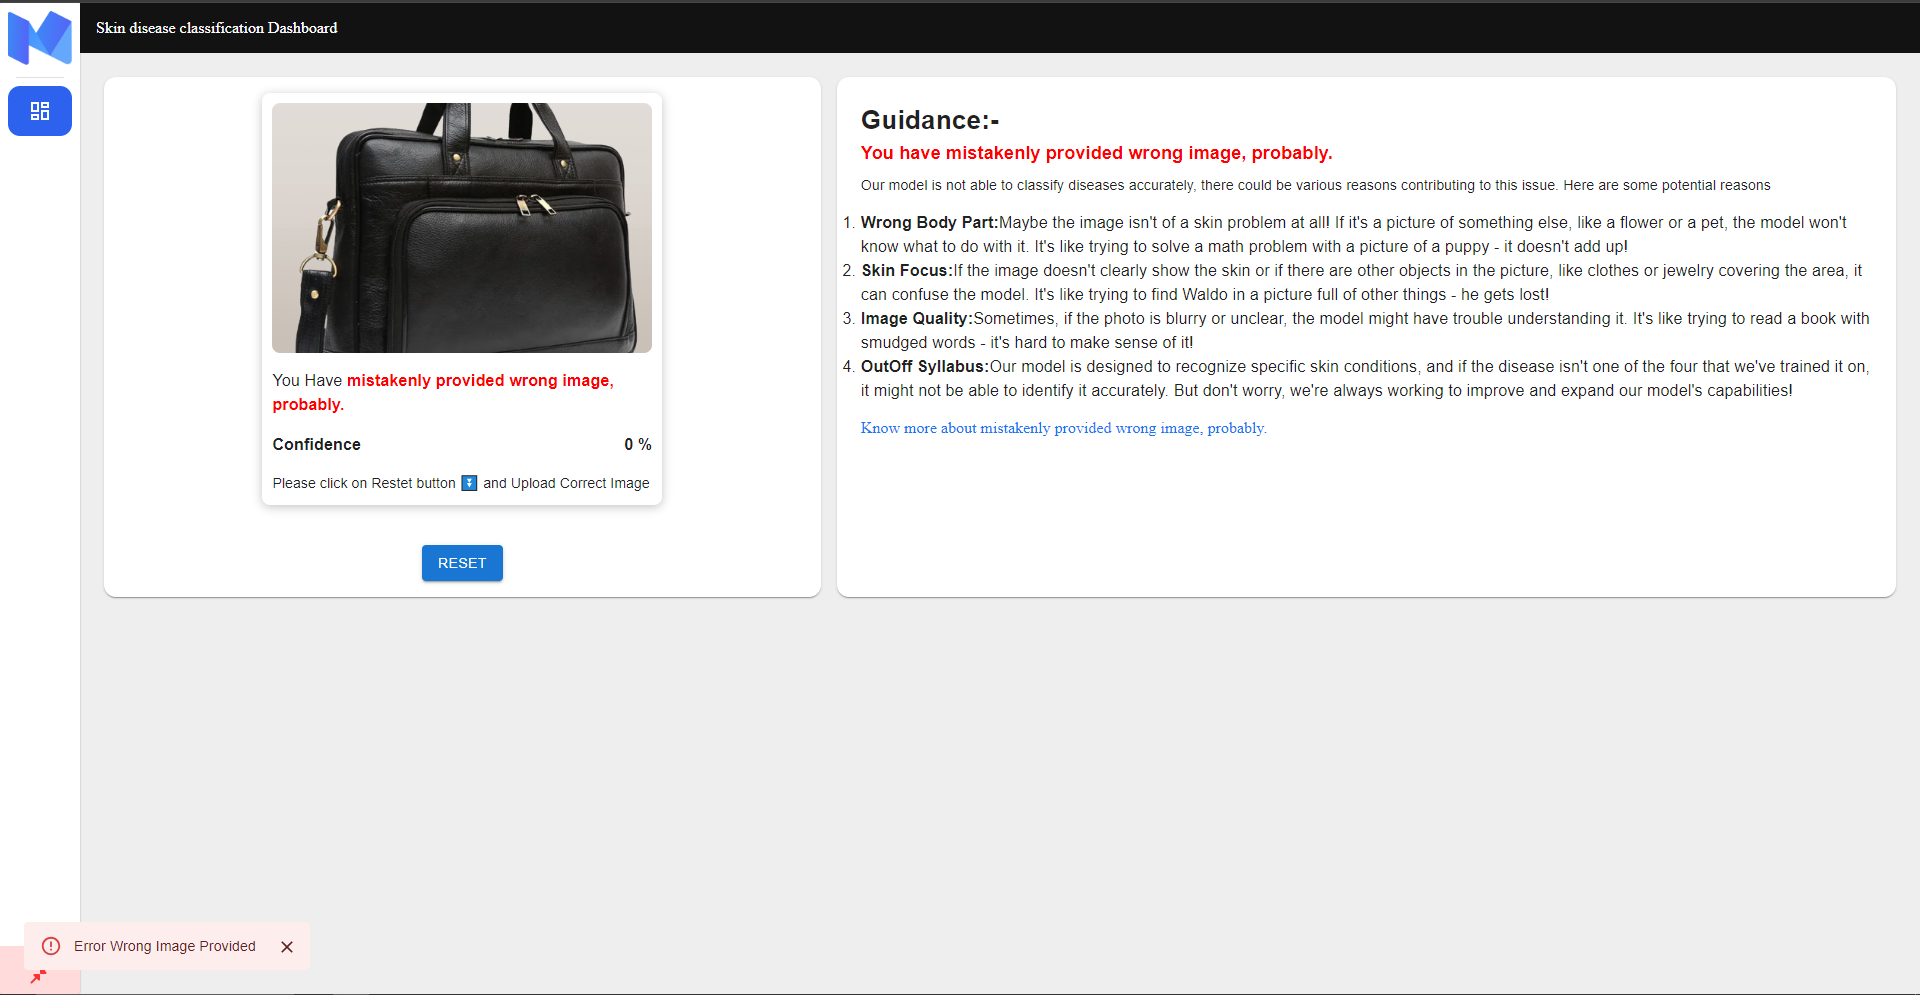 Skin disease classification Dashboard
You Have mistakenly provided wrong image,
probably.
Confidence 0 %
Please click on Restet button ⏬ and Upload Correct Image
RESET
Guidance:-
You have mistakenly provided wrong image, probably.
Our model is not able to classify diseases accurately, there could be various reasons contributing to this issue. Here are some potential reasons
1. Wrong Body Part:Maybe the image isn't of a skin problem at all! If it's a picture of something else, like a flower or a pet, the model won't
know what to do with it. It's like trying to solve a math problem with a picture of a puppy - it doesn't add up!
2. Skin Focus:If the image doesn't clearly show the skin or if there are other objects in the picture, like clothes or jewelry covering the area, it
can confuse the model. It's like trying to find Waldo in a picture full of other things - he gets lost!
3. Image Quality:Sometimes, if the photo is blurry or unclear, the model might have trouble understanding it. It's like trying to read a book with
smudged words - it's hard to make sense of it!
4. OutOff Syllabus:Our model is designed to recognize specific skin conditions, and if the disease isn't one of the four that we've trained it on,
it might not be able to identify it accurately. But don't worry, we're always working to improve and expand our model's capabilities!
Know more about mistakenly provided wrong image, probably.
Error Wrong Image Provided